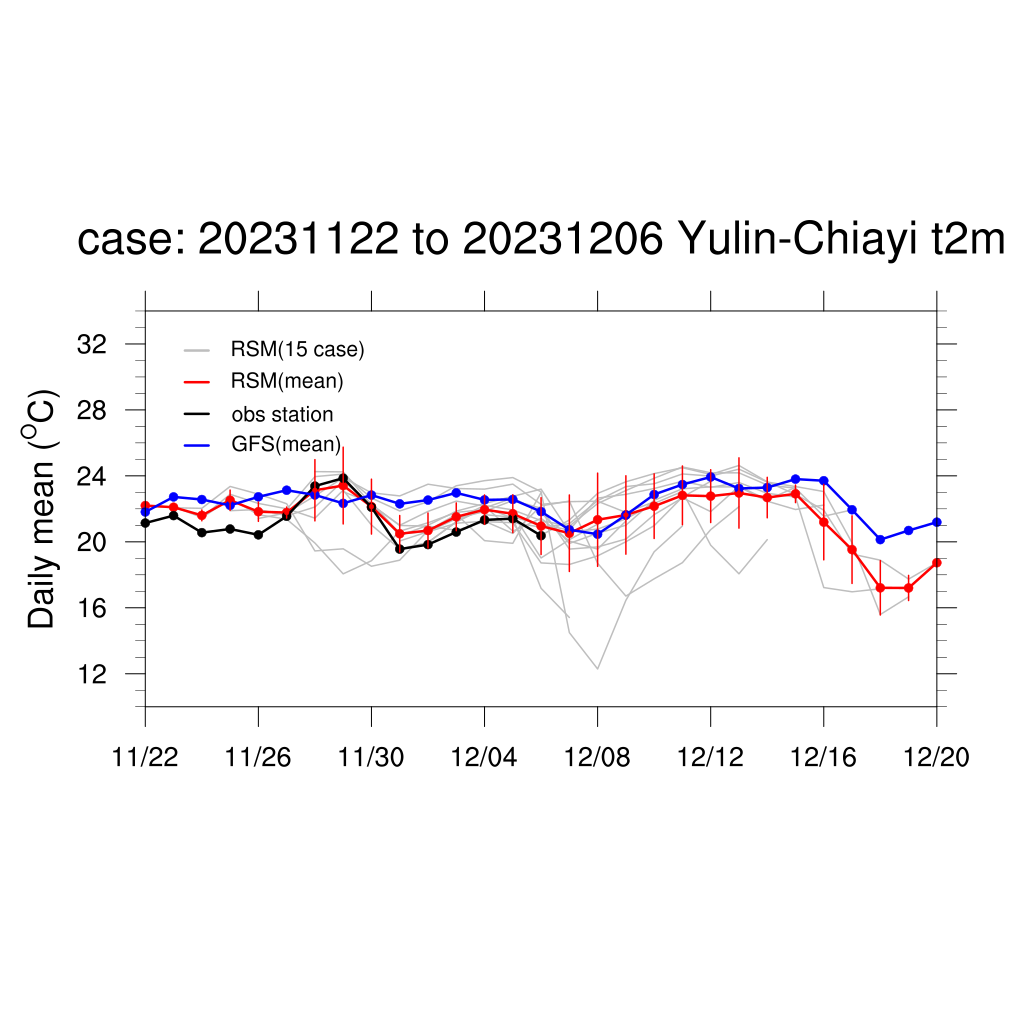 case: 20231122 to 20231206 Yulin-Chiayi t2m
Daily mean (°C)
32
28
24
20
16
12
RSM(15 case)
RSM(mean)
obs station
GFS(mean)
11/22 11/26 11/30 12/04 12/08 12/12 12/16 12/20